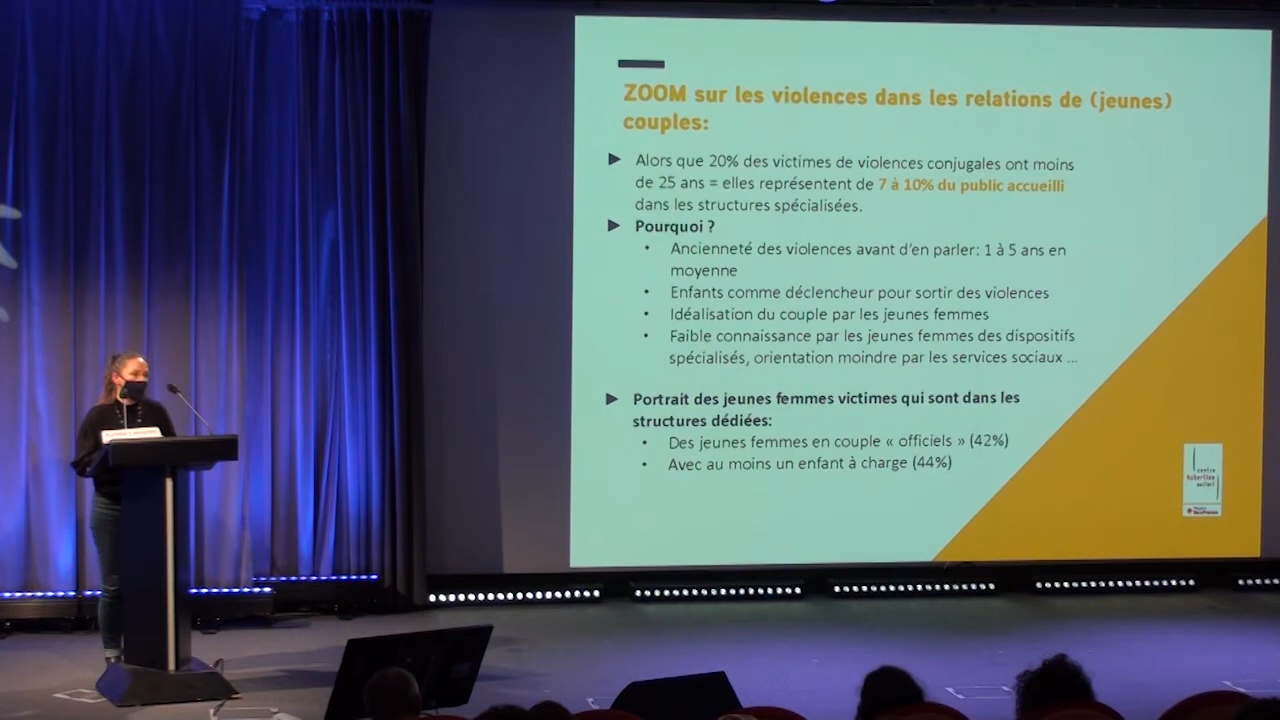 ZOOM sur les violences dans les relations de (jeunes)
couples:
Alors que 20% des victimes de violences conjugales ont moins
de 25 ans = elles représentent de 7 à 10% du public accueilli
dans les structures spécialisées.
Pourquoi ?
Ancienneté des violences avant d'en parler: 1 à 5 ans en
moyenne
Enfants comme déclencheur pour sortir des violences
Idéalisation du couple par les jeunes femmes
Faible connaissance par les jeunes femmes des dispositifs
spécialisés, orientation moindre par les services sociaux ...
Portrait des jeunes femmes victimes qui sont dans les
structures dédiées:
Des jeunes femmes en couple « officiels » (42%)
Avec au moins un enfant à charge (44%)
centre
hubertine
auclert